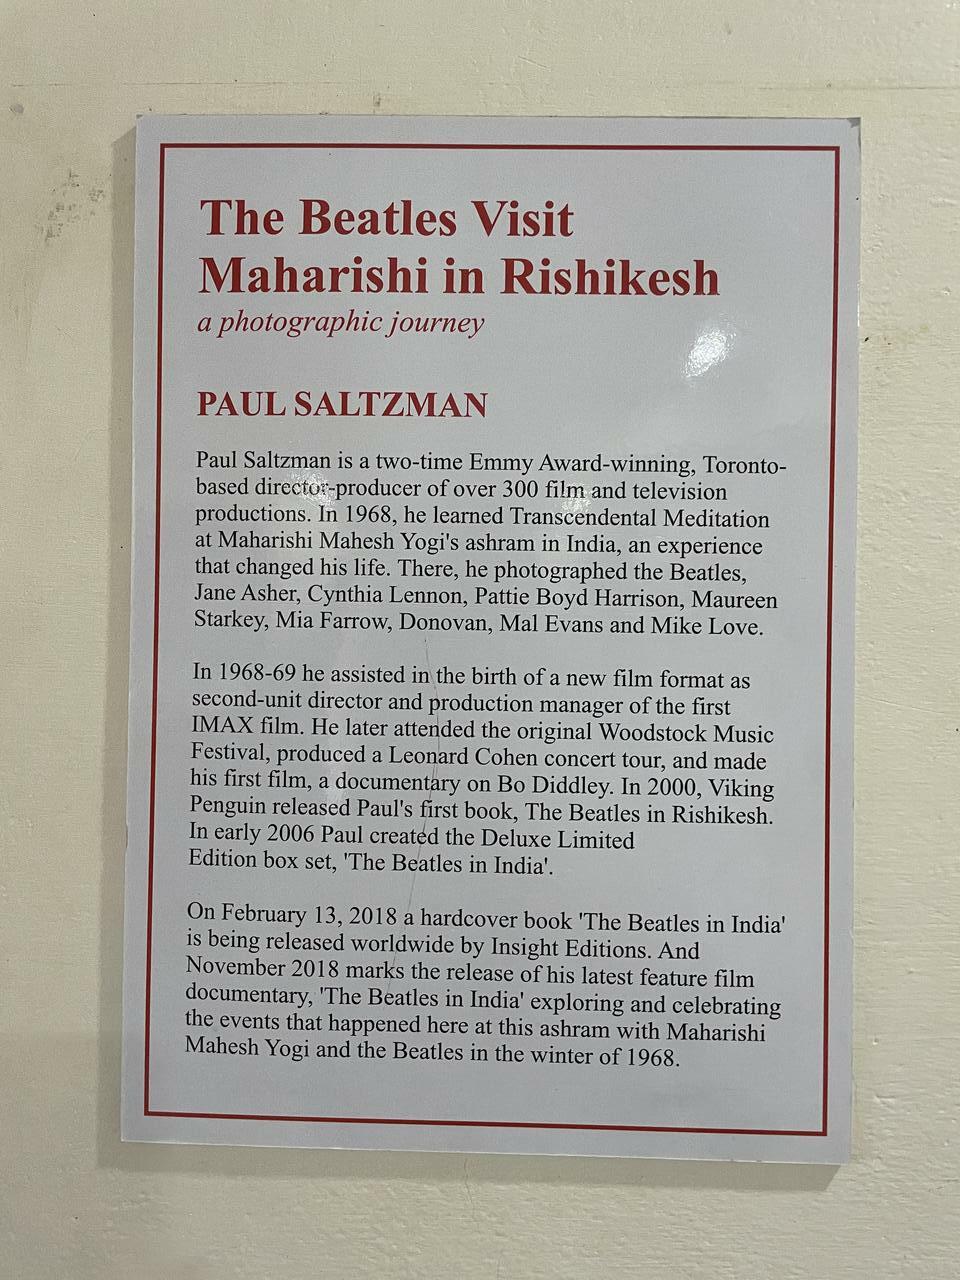 The Beatles Visit
Maharishi in Rishikesh
a photographic journey
PAUL SALTZMAN
Paul Saltzman is a two-time Emmy Award-winning, Toronto-
based director-producer of over 300 film and television
productions. In 1968, he learned Transcendental Meditation
at Maharishi Mahesh Yogi's ashram in India, an experience
that changed his life. There, he photographed the Beatles,
Jane Asher, Cynthia Lennon, Pattie Boyd Harrison, Maureen
Starkey, Mia Farrow, Donovan, Mal Evans and Mike Love.
In 1968-69 he assisted in the birth of a new film format as
second-unit director and production manager of the first
IMAX film. He later attended the original Woodstock Music
Festival, produced a Leonard Cohen concert tour, and made
his first film, a documentary on Bo Diddley. In 2000, Viking
Penguin released Paul's first book, The Beatles in Rishikesh.
In early 2006 Paul created the Deluxe Limited
Edition box set, 'The Beatles in India'.
On February 13, 2018 a hardcover book 'The Beatles in India'
is being released worldwide by Insight Editions. And
November 2018 marks the release of his latest feature film
documentary, 'The Beatles in India' exploring and celebrating
the events that happened here at this ashram with Maharishi
Mahesh Yogi and the Beatles in the winter of 1968.